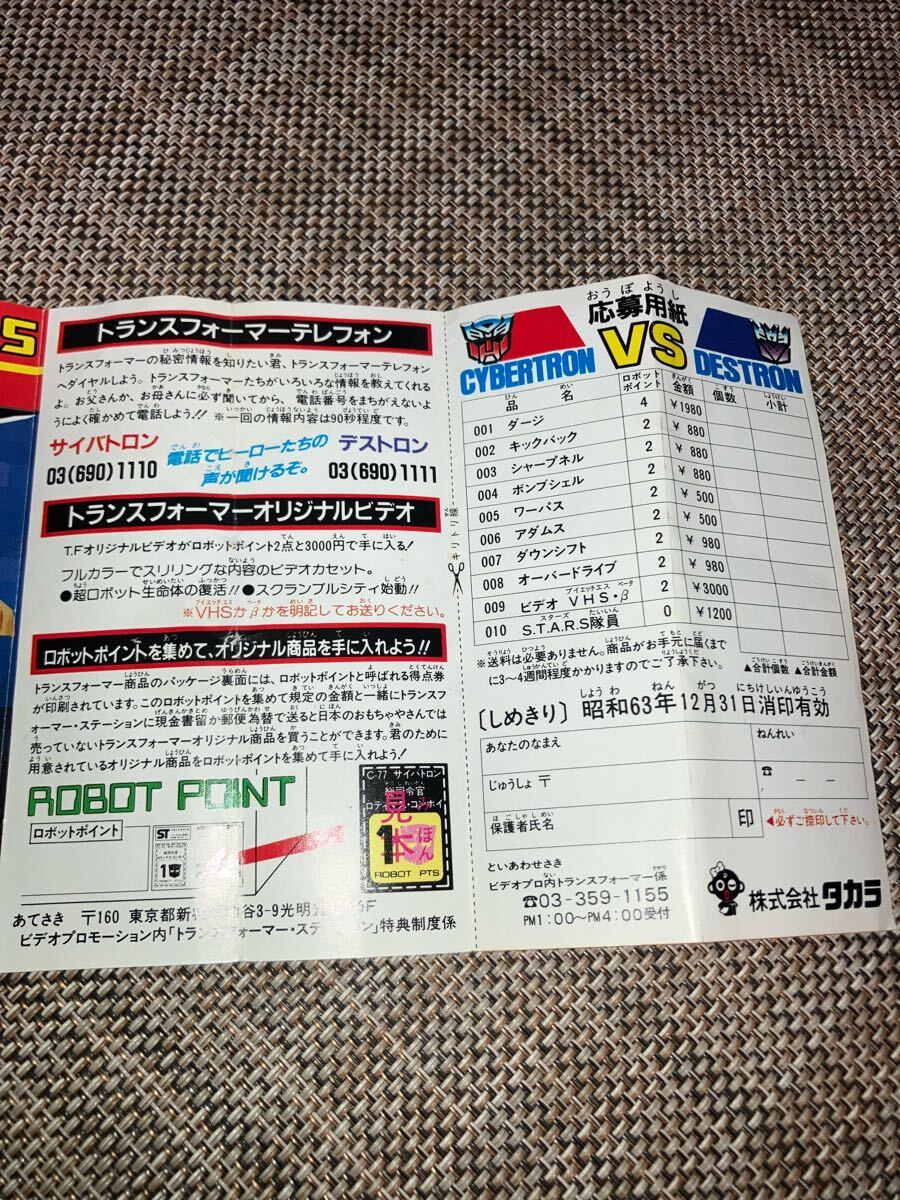 S
トランスフォーマーテレフォン
トランスフォーマーの秘密情報を知りたい君、トランスフォーマーテレフォン
へダイヤルしよう。トランスフォーマーたちがいろいろな情報を教えてくれる
よ。お父さんか、お母さんに必ず聞いてから、電話番号をまちがえないよ
うによく確かめて電話しよう!! ※一回の情報内容は90秒程度です。
サイバトロン
03(690)1110
電話でヒーローたちの
声が聞けるぞ。
デストロン
03(690)1111
トランスフォーマーオリジナルビデオ
T.Fオリジナルビデオがロボットポイント2点と3000円で手に入る!
フルカラーでスリリングな内容のビデオカセット。
●超ロボット生命体の復活!! ●スクランブルシティ始動!!
※VHSかβかを明記してお送りください。
ロボットポイントを集めて、オリジナル商品を手に入れよう!!
トランスフォーマー商品のパッケージ裏面には、ロボットポイントと呼ばれる得点券
が印刷されています。このロボットポイントを集めて規定の金額と一緒にトランスフ
ォーマー・ステーションに現金書留か郵便為替で送ると日本のおもちゃやさんでは
売っていないトランスフォーマーオリジナル商品を買うことができます。君のために
用意されているオリジナル商品をロボットポイントを集めて手に入れよう!
ROBOT POINT
ロボットポイント
ST
1
C-77 サイバトロン
総司令官
見本
みほん
1
ROBOT PTS
あてさき 〒160 東京都新宿 3-9光明
ビデオプロモーション内「トランスフォーマー・ステーション」特典制度係
キリトリ線
おうぼようし
応募用紙
CYBERTRON VS DESTRON
品名 ロボットポイント 金額 個数 小計
001 ダージ 4 ¥1980
002 キックバック 2 ¥ 880
003 シャープネル 2 ¥ 880
004 ボンブシェル 2 ¥ 880
005 ワーパス 2 ¥ 500
006 アダムス 2 ¥ 500
007 ダウンシフト 2 ¥ 980
008 オーバードライブ 2 ¥ 980
009 ビデオ VHS・β 2 ¥3000
010 S.T.A.R.S隊員 0 ¥1200
▲合計個数 ▲合計金額
※送料は必要ありません。商品がお手元に届くまで
に3〜4週間程度かかりますのでご了承下さい。
〔しめきり〕昭和63年12月31日消印有効
あなたのなまえ
ねんれい
じゅうしょ 〒
☎ － －
保護者氏名
印
◀必ずご捺印して下さい。
といあわせさき
ビデオプロ内トランスフォーマー係
☎03-359-1155
PM1:00〜PM4:00受付
株式会社タカラ